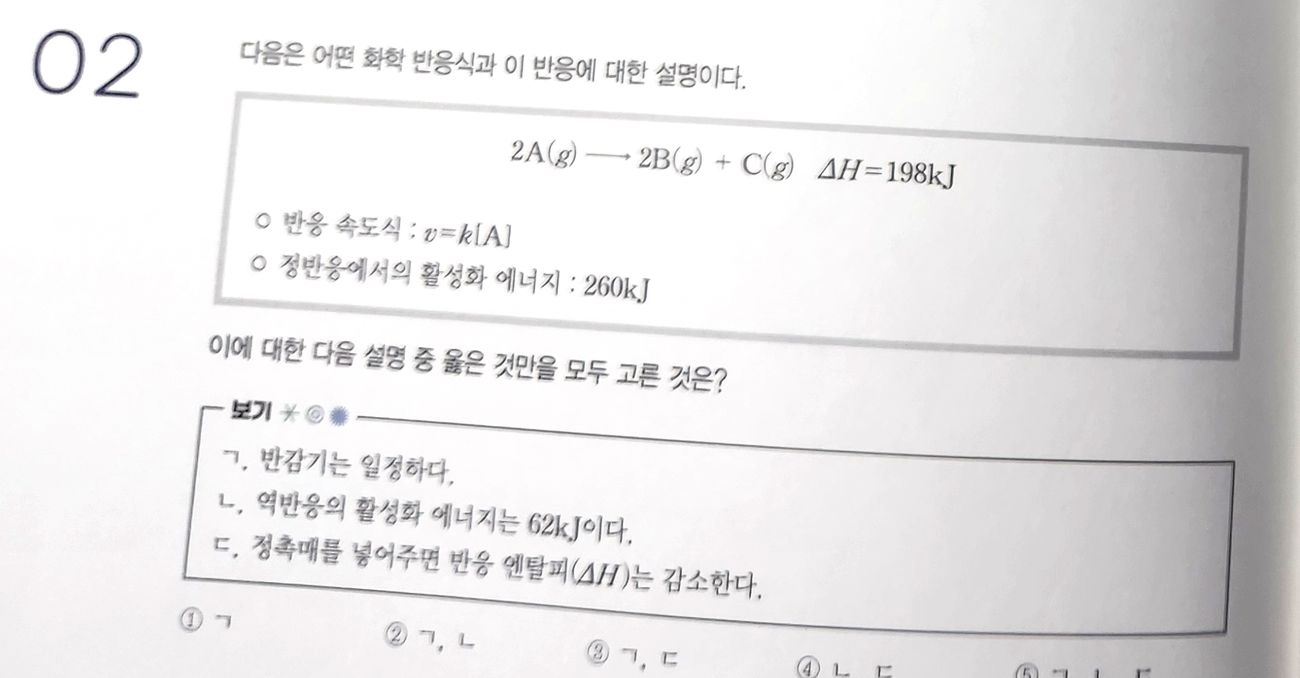 02
다음은 어떤 화학 반응식과 이 반응에 대한 설명이다.
2A(g) ⟶ 2B(g) + C(g) ΔH=198kJ
○ 반응 속도식 : v=k[A]
○ 정반응에서의 활성화 에너지 : 260kJ
이에 대한 다음 설명 중 옳은 것만을 모두 고른 것은?
보기
ㄱ. 반감기는 일정하다.
ㄴ. 역반응의 활성화 에너지는 62kJ이다.
ㄷ. 정촉매를 넣어주면 반응 엔탈피(ΔH)는 감소한다.
① ㄱ ② ㄱ, ㄴ ③ ㄱ, ㄷ ④ ㄴ ㄷ ⑤